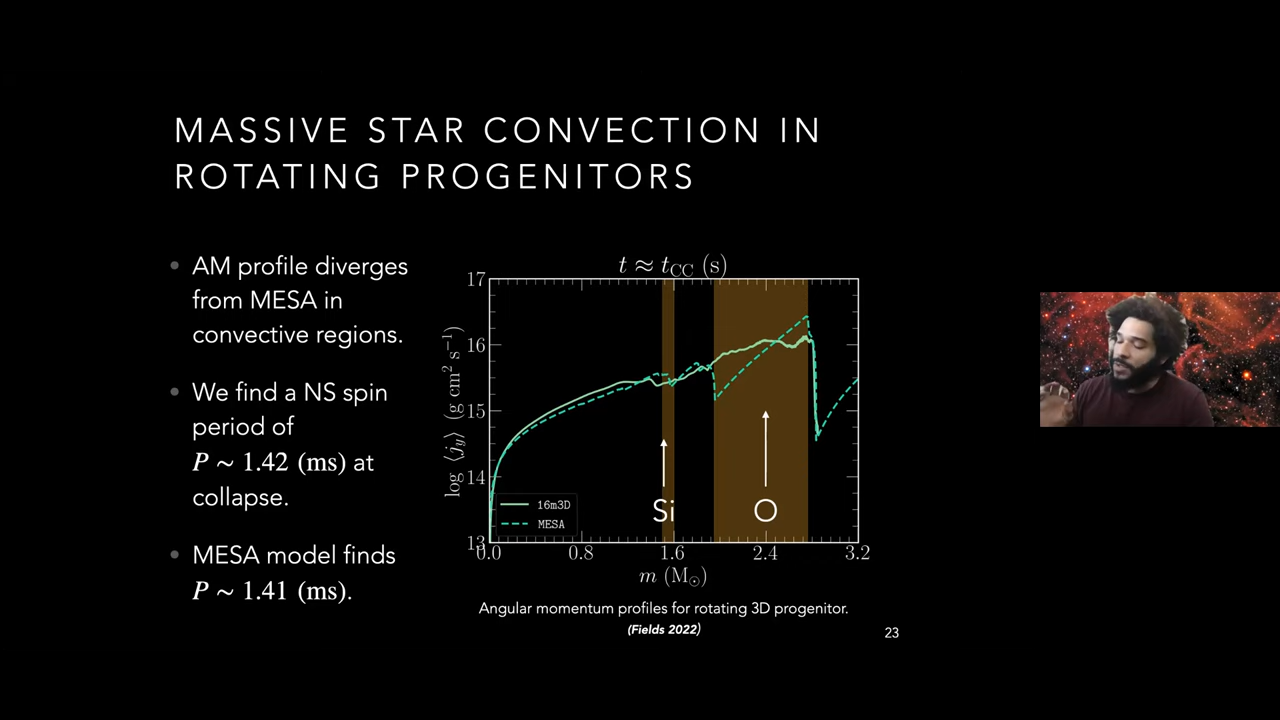 MASSIVE STAR CONVECTION IN
ROTATING PROGENITORS
• AM profile diverges
from MESA in
convective regions.
• We find a NS spin
period of
P ∼ 1.42 (ms) at
collapse.
• MESA model finds
P ∼ 1.41 (ms).
t ≈ t_CC (s)
17
16
15
14
13
log ⟨j_y⟩ (g cm² s⁻¹)
Si
O
16m3D
MESA
0.0 0.8 1.6 2.4 3.2
m (M_⊙)
Angular momentum profiles for rotating 3D progenitor.
(Fields 2022)
23